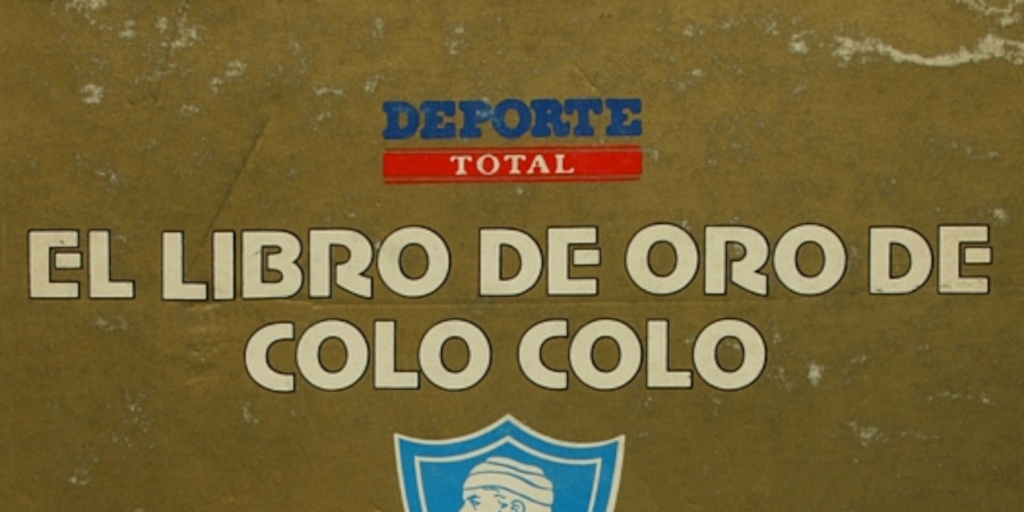 DEPORTE
TOTAL
EL LIBRO DE ORO DE
COLO COLO